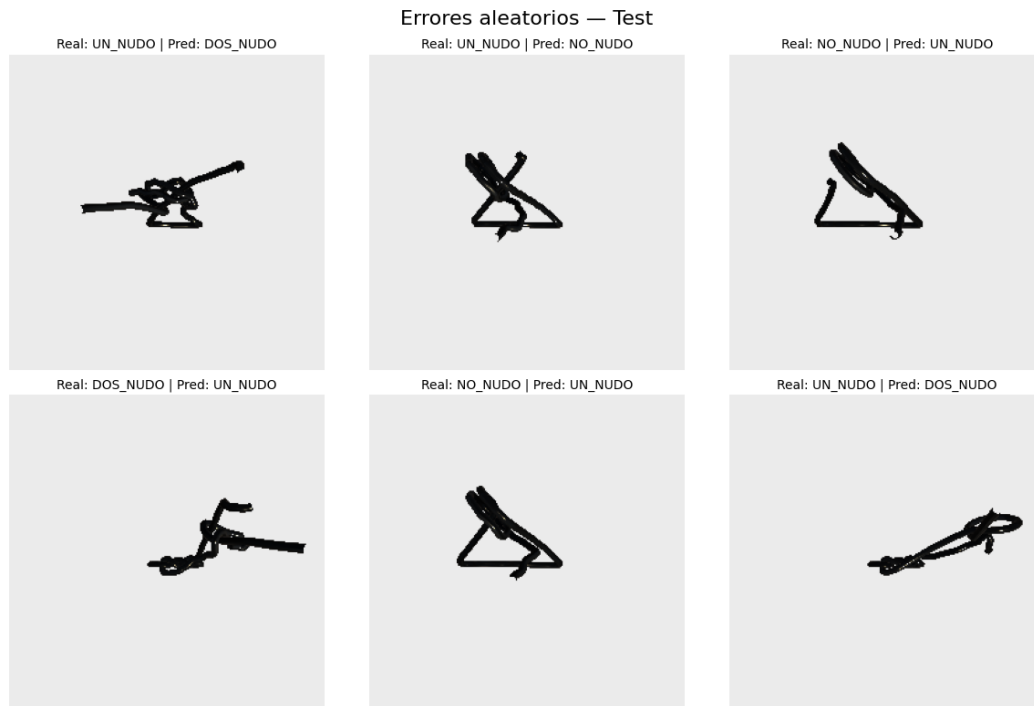 Errores aleatorios — Test
Real: UN_NUDO | Pred: DOS_NUDO
Real: UN_NUDO | Pred: NO_NUDO
Real: NO_NUDO | Pred: UN_NUDO
Real: DOS_NUDO | Pred: UN_NUDO
Real: NO_NUDO | Pred: UN_NUDO
Real: UN_NUDO | Pred: DOS_NUDO